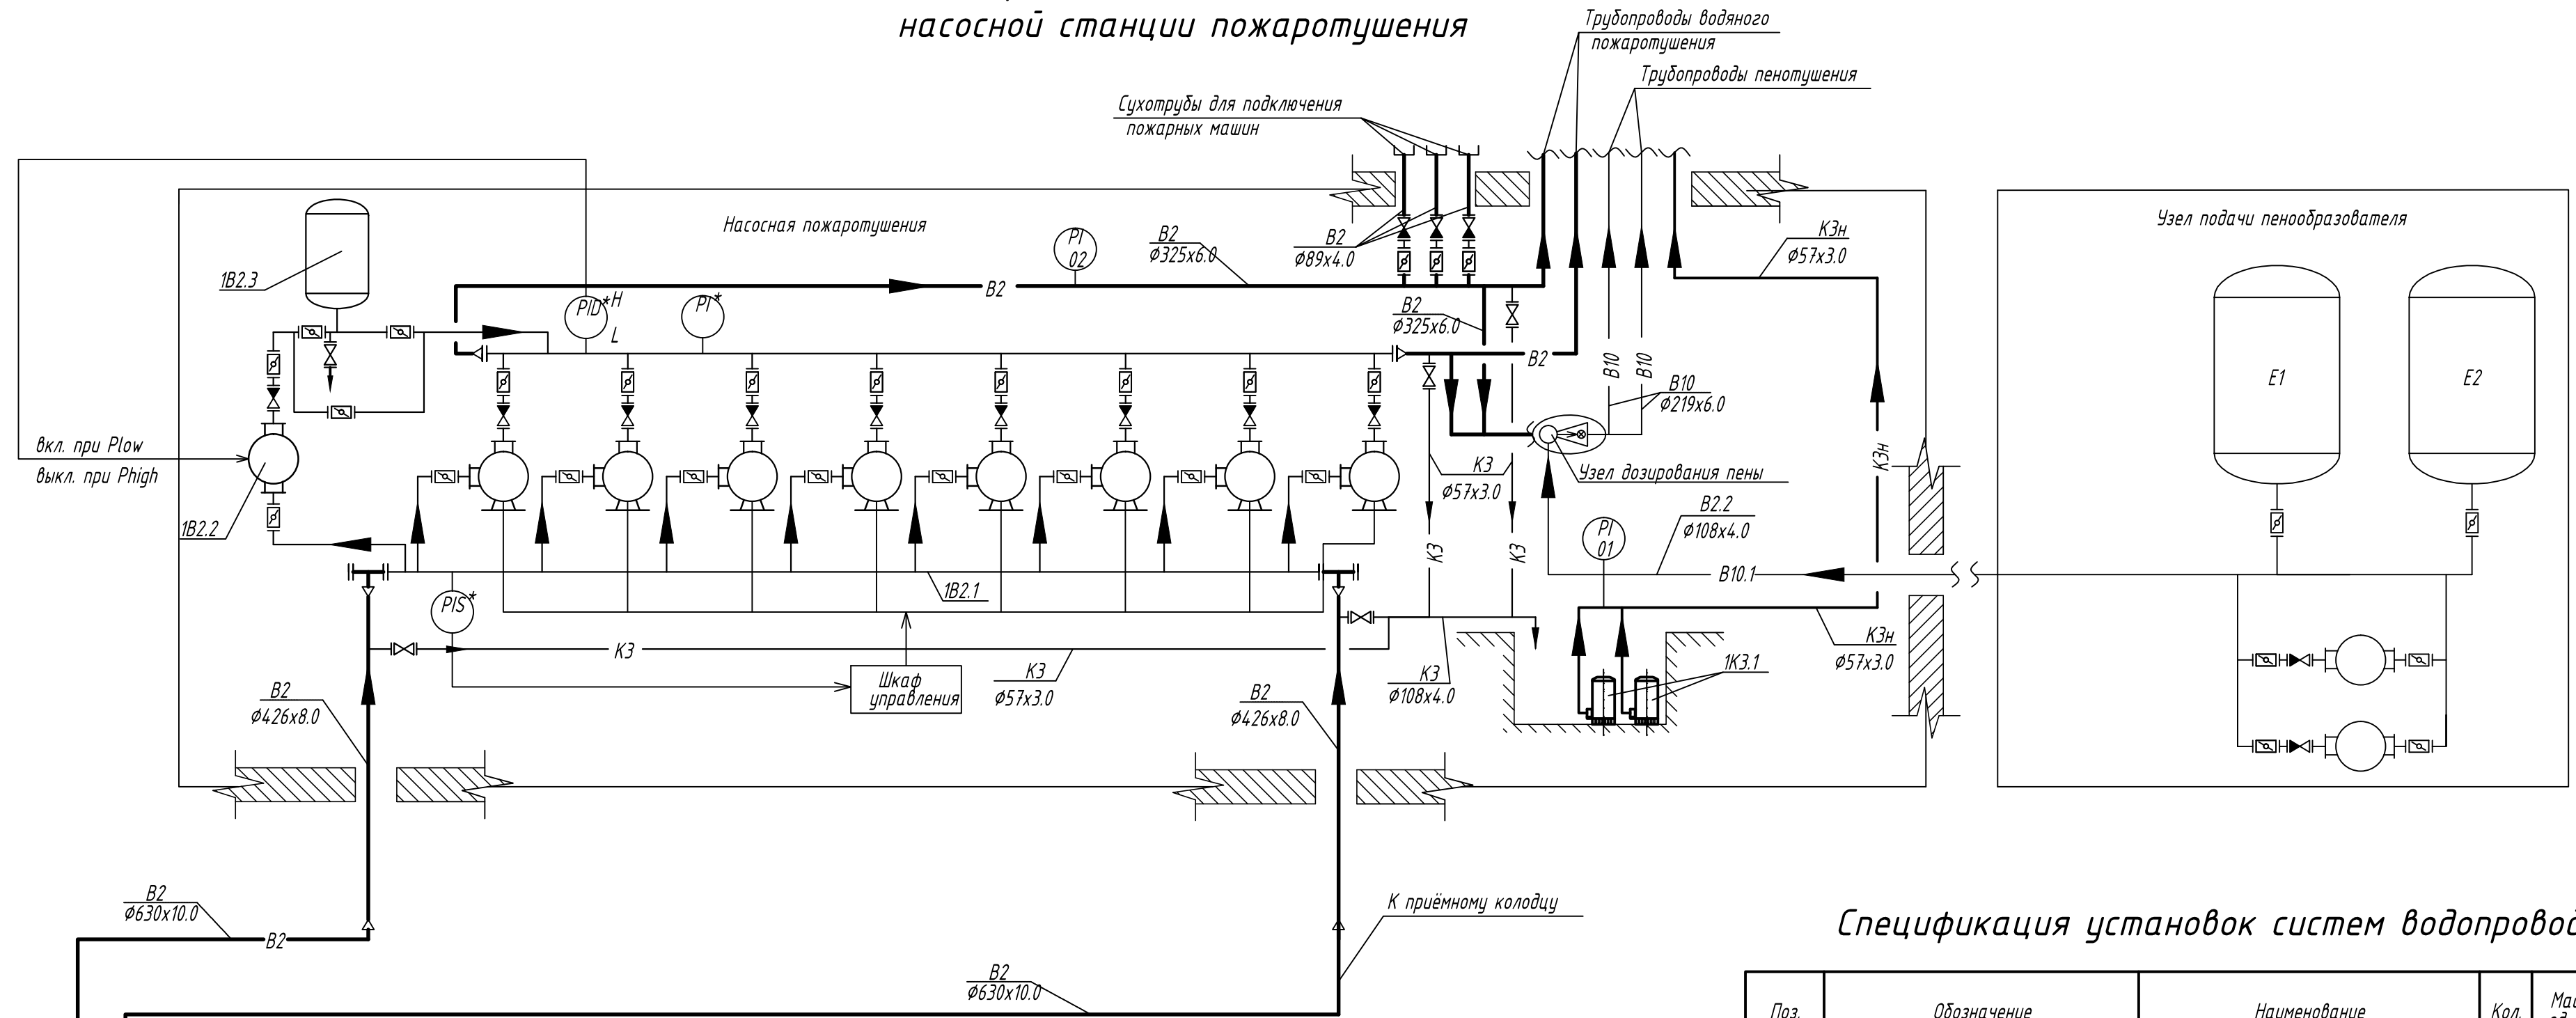 насосной станции пожаротушения
Трубопроводы водяного
пожаротушения
Трубопроводы пенотушения
Сухотрубы для подключения
пожарных машин
Насосная пожаротушения
Узел подачи пенообразователя
1В2.3
PI
02
В2
Ф325х6.0
В2
Ф89х4.0
К3н
Ф57х3.0
В2
PID*
H
L
PI*
В2
Ф325х6.0
В2
В10
В10
В10
Ф219х6.0
Е1
Е2
вкл. при Plow
выкл. при Phigh
1В2.2
К3
Ф57х3.0
Узел дозирования пены
К3н
В2.2
Ф108х4.0
PI
01
К3
К3
В10.1
1В2.1
PIS*
К3
К3
Ф57х3.0
Шкаф
управления
К3
Ф108х4.0
1К3.1
К3н
Ф57х3.0
В2
Ф426х8.0
В2
Ф426х8.0
В2
Ф630х10.0
В2
К приёмному колодцу
В2
Ф630х10.0
Спецификация установок систем водопровод
Поз.
Обозначение
Наименование
Кол.